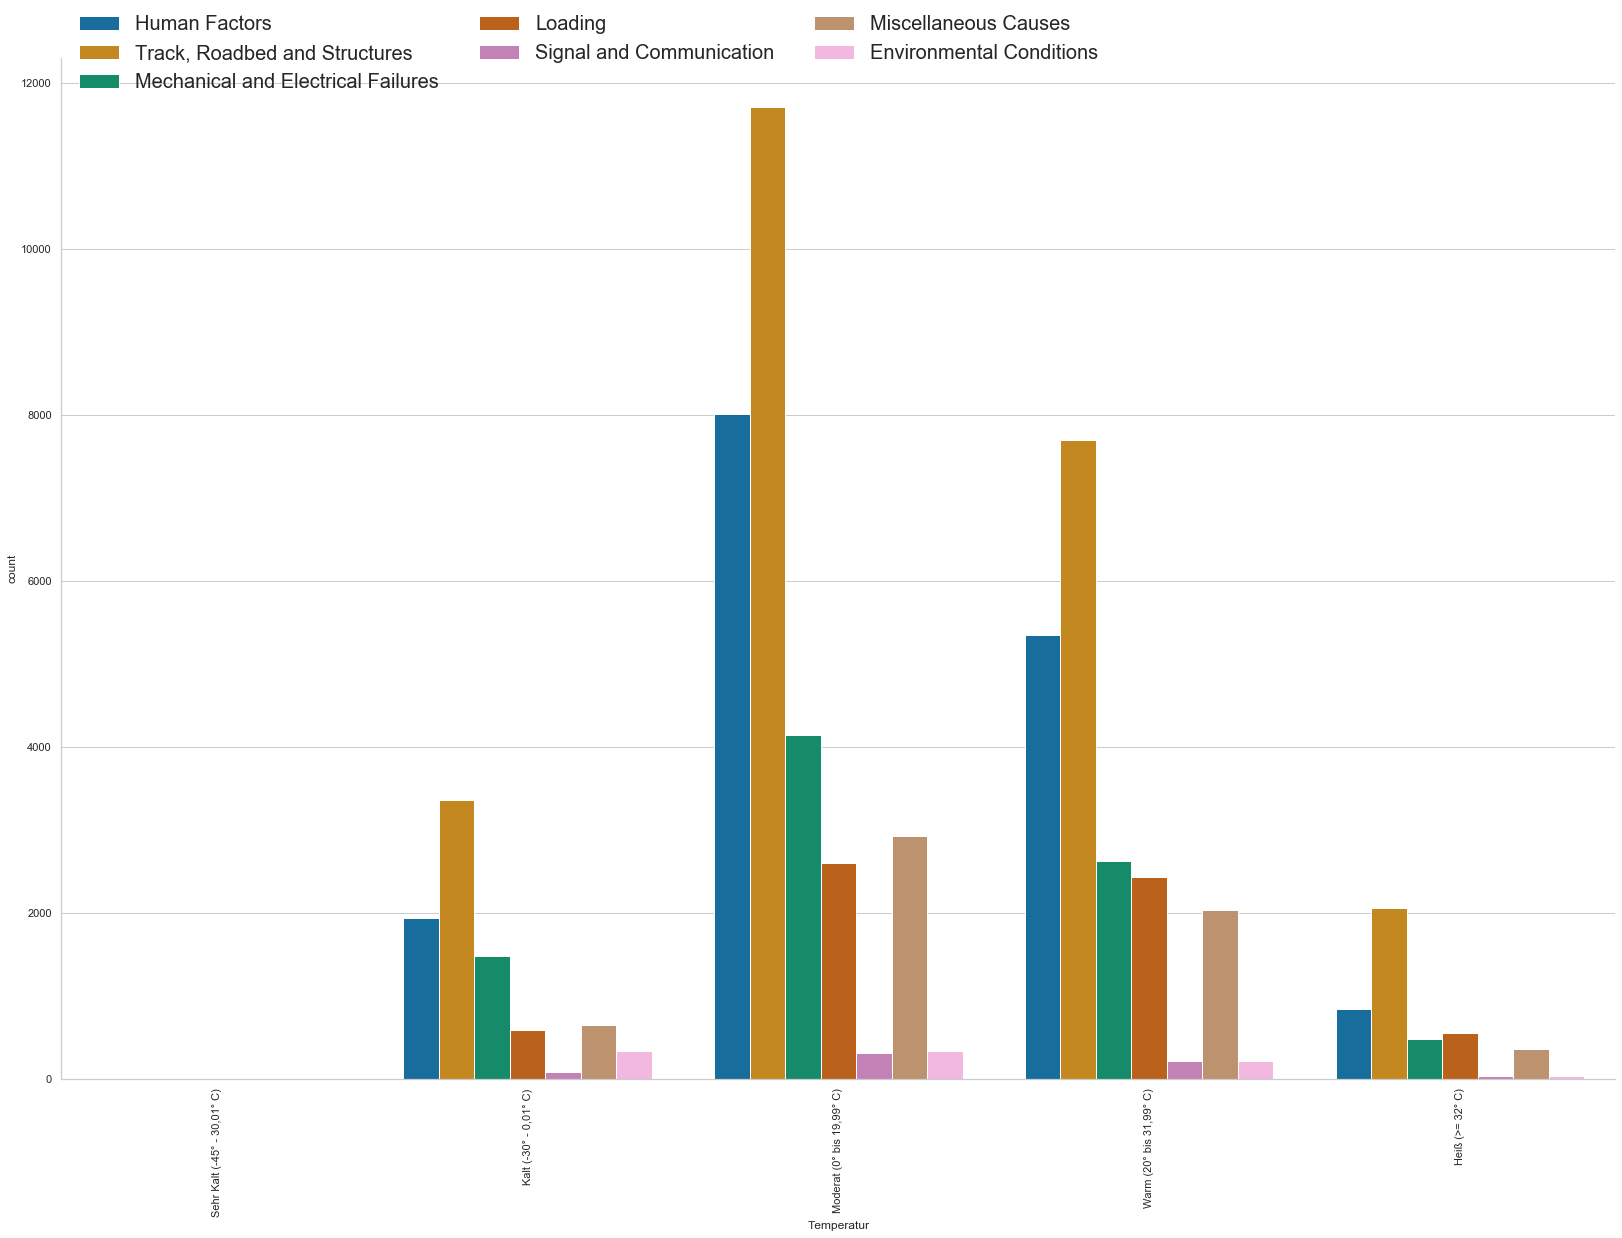 Human Factors
Track, Roadbed and Structures
Mechanical and Electrical Failures
Loading
Signal and Communication
Miscellaneous Causes
Environmental Conditions
12000
10000
8000
6000
4000
2000
0
count
Sehr Kalt (-45° - 30,01° C)
Kalt (-30° - 0,01° C)
Moderat (0° bis 19,99° C)
Warm (20° bis 31,99° C)
Heiß (>= 32° C)
Temperatur